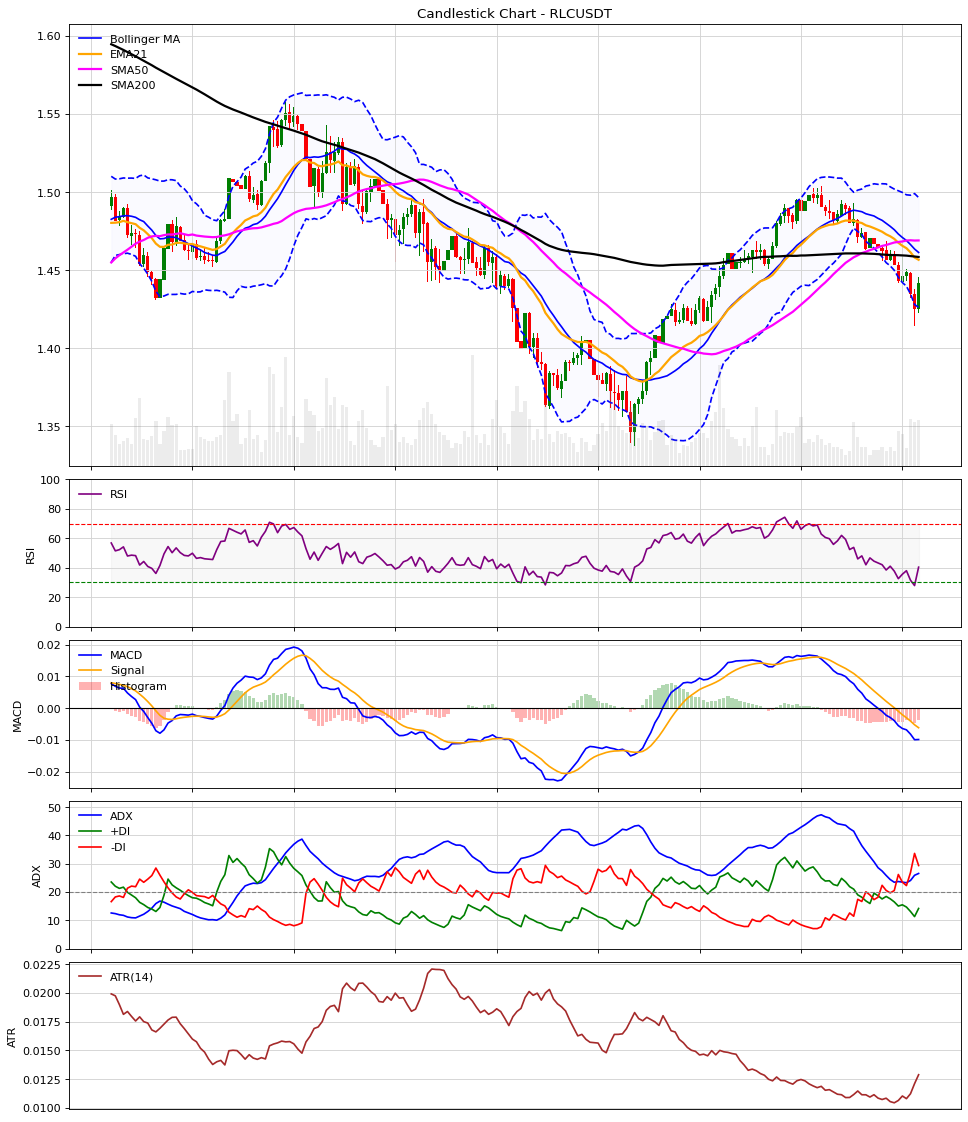 Candlestick Chart - RLCUSDT
1.60
1.55
1.50
1.45
1.40
1.35
Bollinger MA
EMA21
SMA50
SMA200
100
80
60
40
20
0
RSI
RSI
0.02
0.01
0.00
−0.01
−0.02
MACD
MACD
Signal
Histogram
50
40
30
20
10
0
ADX
ADX
+DI
-DI
0.0225
0.0200
0.0175
0.0150
0.0125
0.0100
ATR
ATR(14)